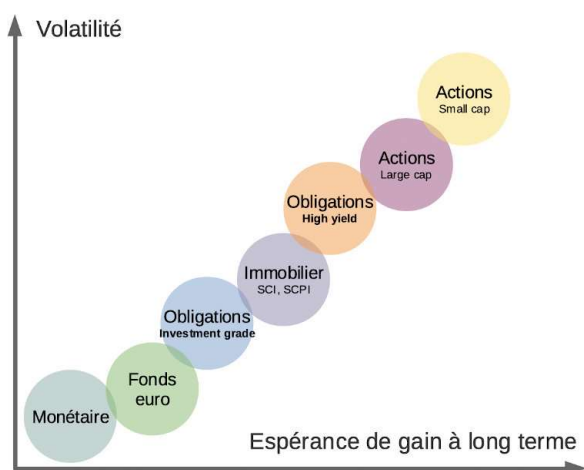 Volatilité
Actions
Small cap
Actions
Large cap
Obligations
High yield
Immobilier
SCI, SCPI
Obligations
Investment grade
Fonds
euro
Monétaire
Espérance de gain à long terme